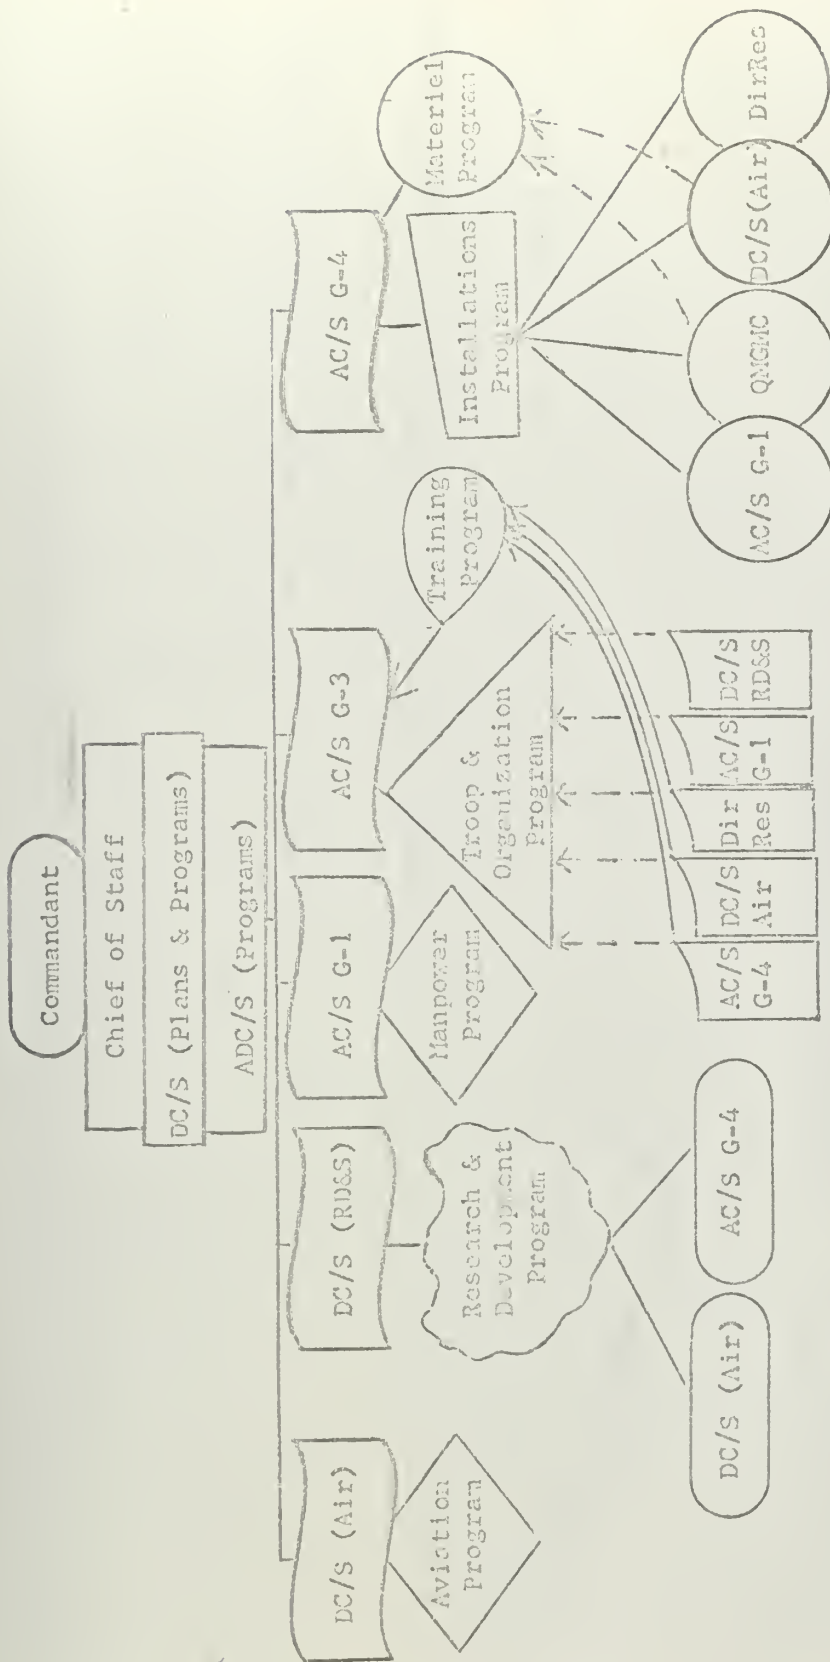 Commandant
Chief of Staff
DC/S (Plans & Programs)
ADC/S (Programs)
DC/S (Air)
DC/S (RD&S)
AC/S G-1
AC/S G-3
AC/S G-4
Aviation
Program
Research &
Development
Program
Manpower
Program
Troop &
Organization
Program
Training
Program
Installations
Program
Materiel
Program
DC/S (Air)
AC/S G-4
AC/S
G-4
DC/S
Air
Dir
Res
AC/S
G-1
DC/S
RD&S
AC/S G-1
QMGMC
DC/S(Air)
DirRes